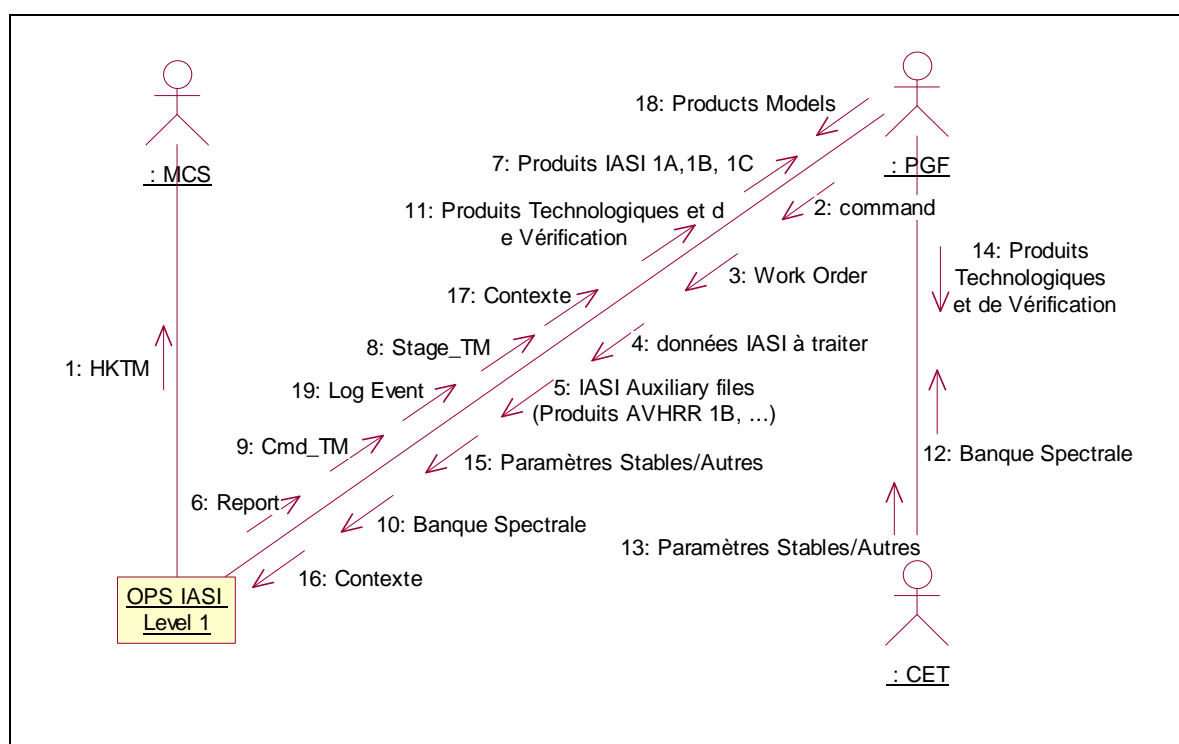 18: Products Models
: MCS
7: Produits IASI 1A,1B, 1C
: PGF
11: Produits Technologiques et d
e Vérification
2: command
14: Produits
Technologiques
et de Vérification
3: Work Order
17: Contexte
8: Stage_TM
4: données IASI à traiter
1: HKTM
19: Log Event
5: IASI Auxiliary files
(Produits AVHRR 1B, ...)
9: Cmd_TM
15: Paramètres Stables/Autres
12: Banque Spectrale
6: Report
10: Banque Spectrale
13: Paramètres Stables/Autres
16: Contexte
OPS IASI
Level 1
: CET